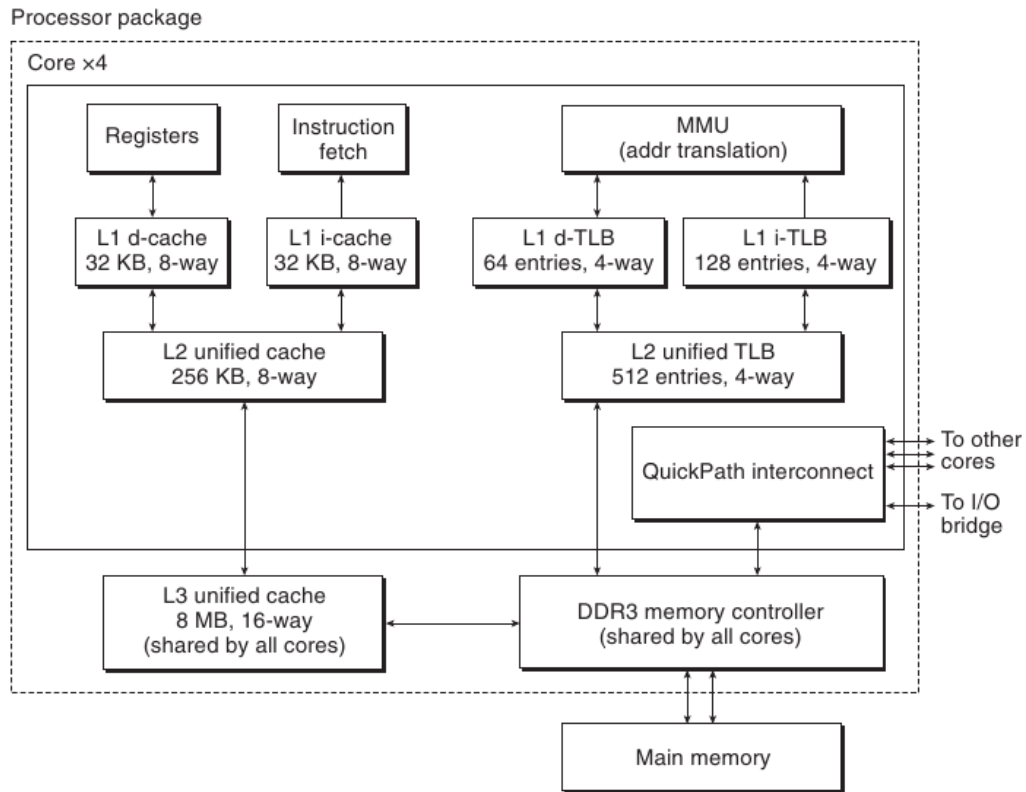 Processor package
Core ×4
Registers
Instruction
fetch
MMU
(addr translation)
L1 d-cache
32 KB, 8-way
L1 i-cache
32 KB, 8-way
L1 d-TLB
64 entries, 4-way
L1 i-TLB
128 entries, 4-way
L2 unified cache
256 KB, 8-way
L2 unified TLB
512 entries, 4-way
QuickPath interconnect
To other
cores
To I/O
bridge
L3 unified cache
8 MB, 16-way
(shared by all cores)
DDR3 memory controller
(shared by all cores)
Main memory